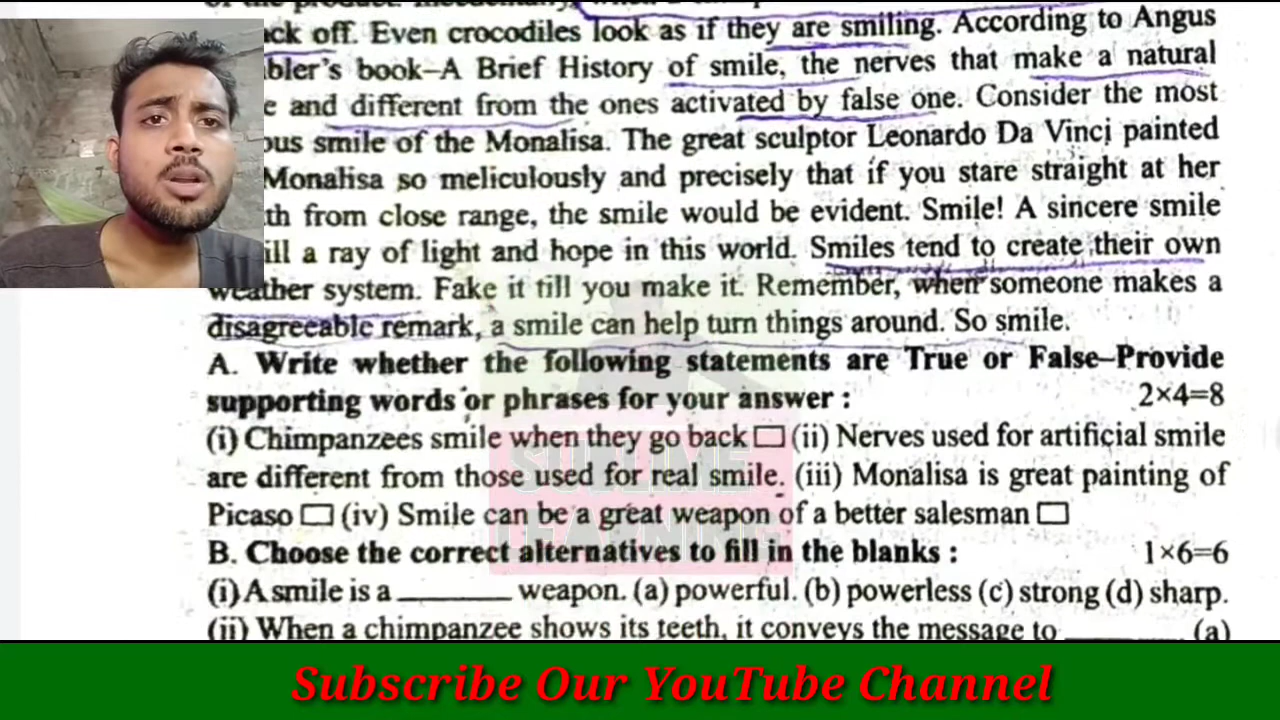 ack off. Even crocodiles look as if they are smiling. According to Angus
bler's book–A Brief History of smile, the nerves that make a natural
e and different from the ones activated by false one. Consider the most
ous smile of the Monalisa. The great sculptor Leonardo Da Vinci painted
Monalisa so meliculously and precisely that if you stare straight at her
th from close range, the smile would be evident. Smile! A sincere smile
ill a ray of light and hope in this world. Smiles tend to create their own
weather system. Fake it till you make it. Remember, when someone makes a
disagreeable remark, a smile can help turn things around. So smile.
A. Write whether the following statements are True or False–Provide
supporting words or phrases for your answer : 2×4=8
(i) Chimpanzees smile when they go back (ii) Nerves used for artificial smile
are different from those used for real smile. (iii) Monalisa is great painting of
Picaso (iv) Smile can be a great weapon of a better salesman
B. Choose the correct alternatives to fill in the blanks : 1×6=6
(i) A smile is a ________ weapon. (a) powerful. (b) powerless (c) strong (d) sharp.
(ii) When a chimpanzee shows its teeth, it conveys the message to ________. (a)
SUBLIME
LEARNING
Subscribe Our YouTube Channel